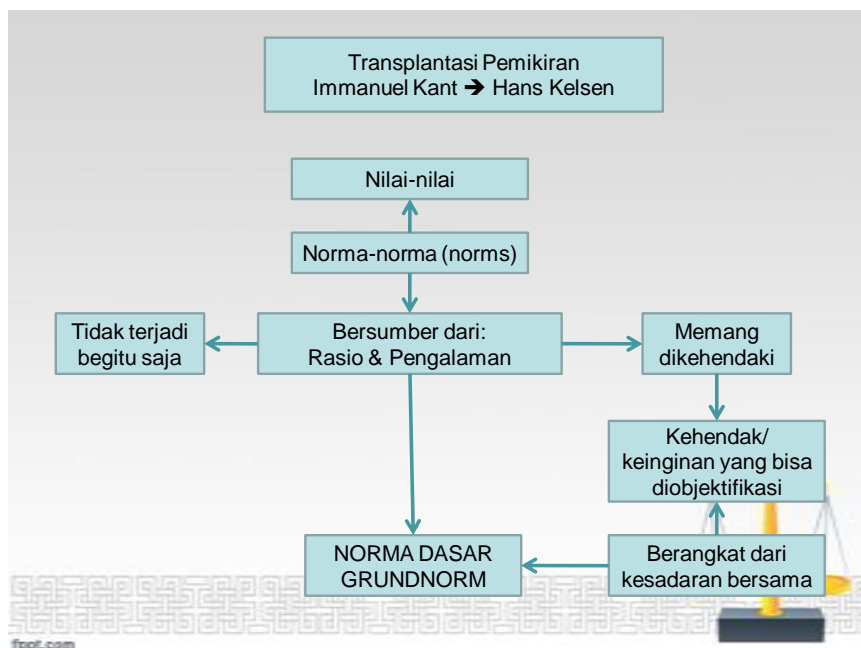 Transplantasi Pemikiran
Immanuel Kant ➔ Hans Kelsen
Nilai-nilai
Norma-norma (norms)
Tidak terjadi
begitu saja
Bersumber dari:
Rasio & Pengalaman
Memang
dikehendaki
Kehendak/
keinginan yang bisa
diobjektifikasi
NORMA DASAR
GRUNDNORM
Berangkat dari
kesadaran bersama
fppt.com